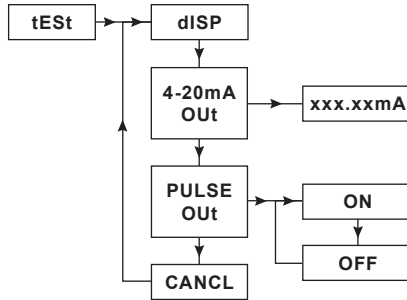 tESt
dISP
4-20mA
OUt
xxx.xxmA
PULSE
OUt
ON
OFF
CANCL